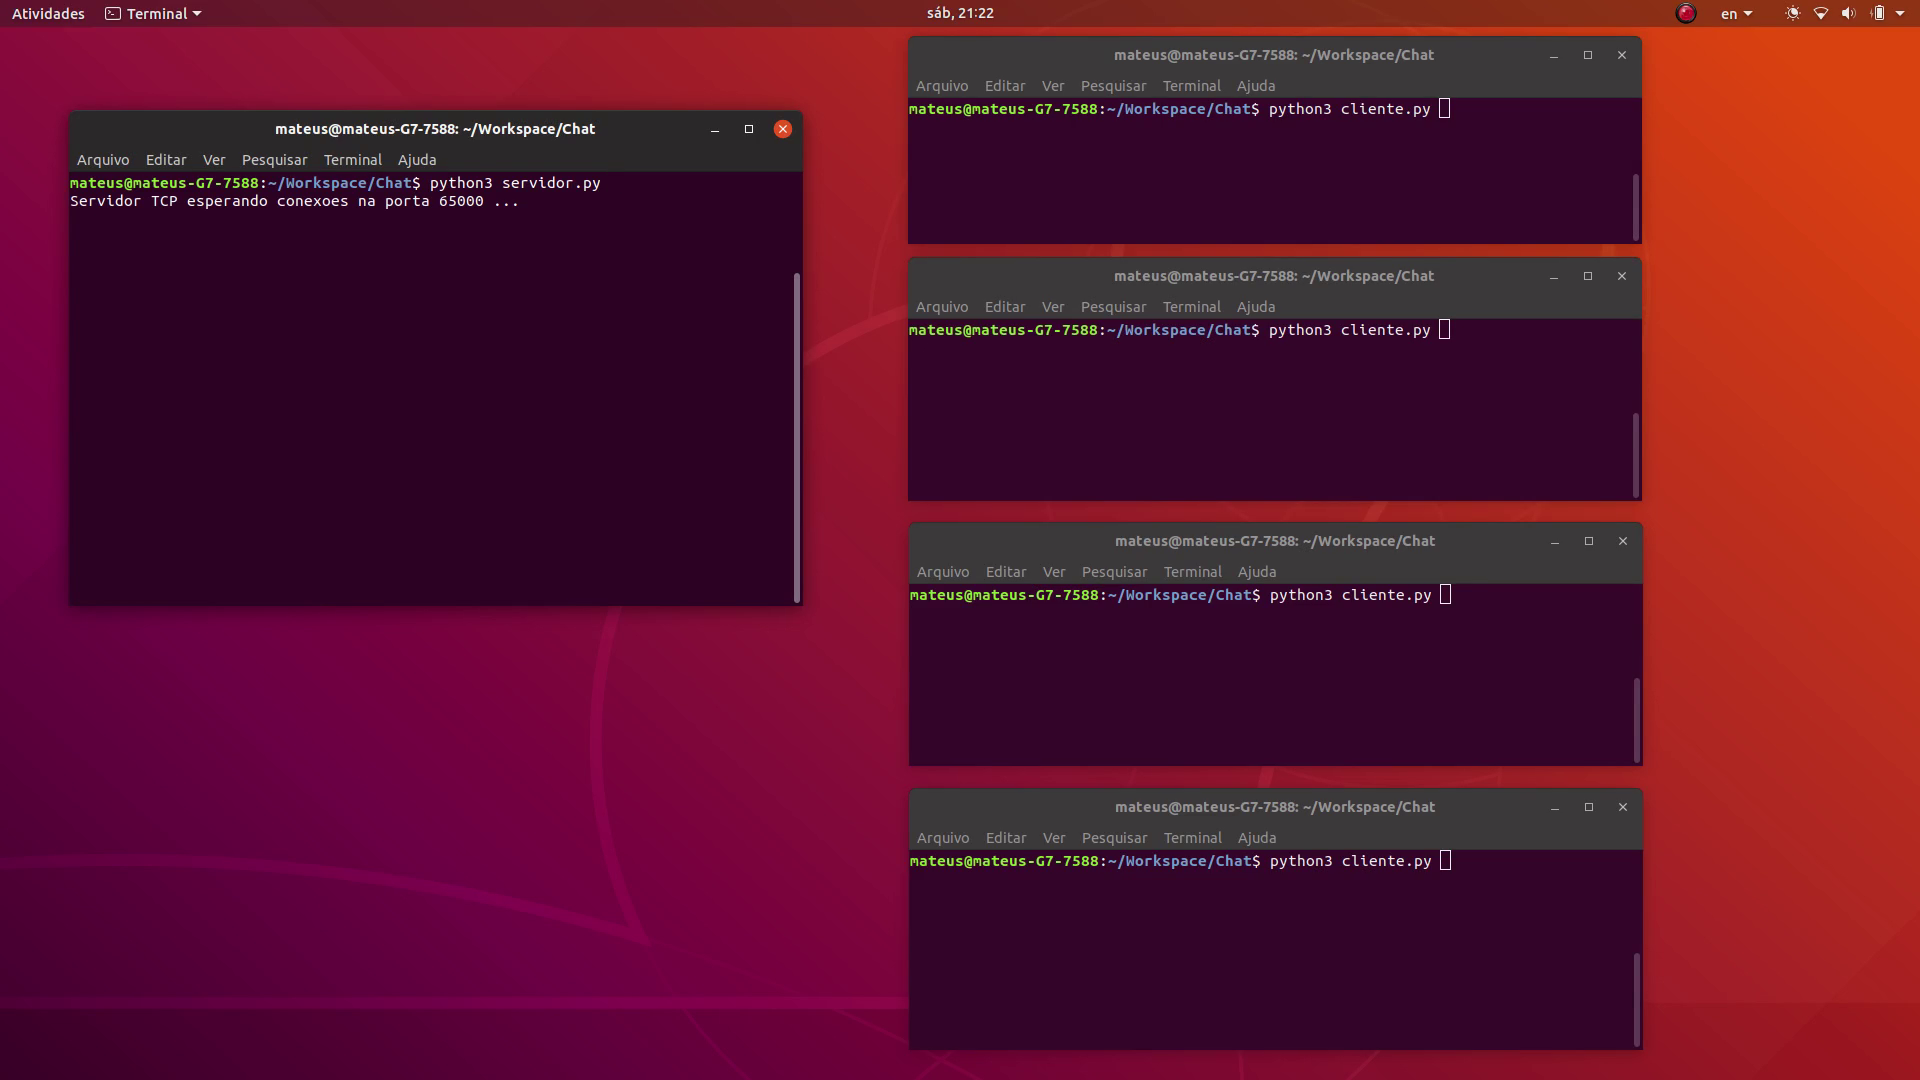 Atividades Terminal sáb, 21:22 en
mateus@mateus-G7-7588: ~/Workspace/Chat
Arquivo Editar Ver Pesquisar Terminal Ajuda
mateus@mateus-G7-7588:~/Workspace/Chat$ python3 servidor.py
Servidor TCP esperando conexoes na porta 65000 ...
mateus@mateus-G7-7588: ~/Workspace/Chat
Arquivo Editar Ver Pesquisar Terminal Ajuda
mateus@mateus-G7-7588:~/Workspace/Chat$ python3 cliente.py
mateus@mateus-G7-7588: ~/Workspace/Chat
Arquivo Editar Ver Pesquisar Terminal Ajuda
mateus@mateus-G7-7588:~/Workspace/Chat$ python3 cliente.py
mateus@mateus-G7-7588: ~/Workspace/Chat
Arquivo Editar Ver Pesquisar Terminal Ajuda
mateus@mateus-G7-7588:~/Workspace/Chat$ python3 cliente.py
mateus@mateus-G7-7588: ~/Workspace/Chat
Arquivo Editar Ver Pesquisar Terminal Ajuda
mateus@mateus-G7-7588:~/Workspace/Chat$ python3 cliente.py